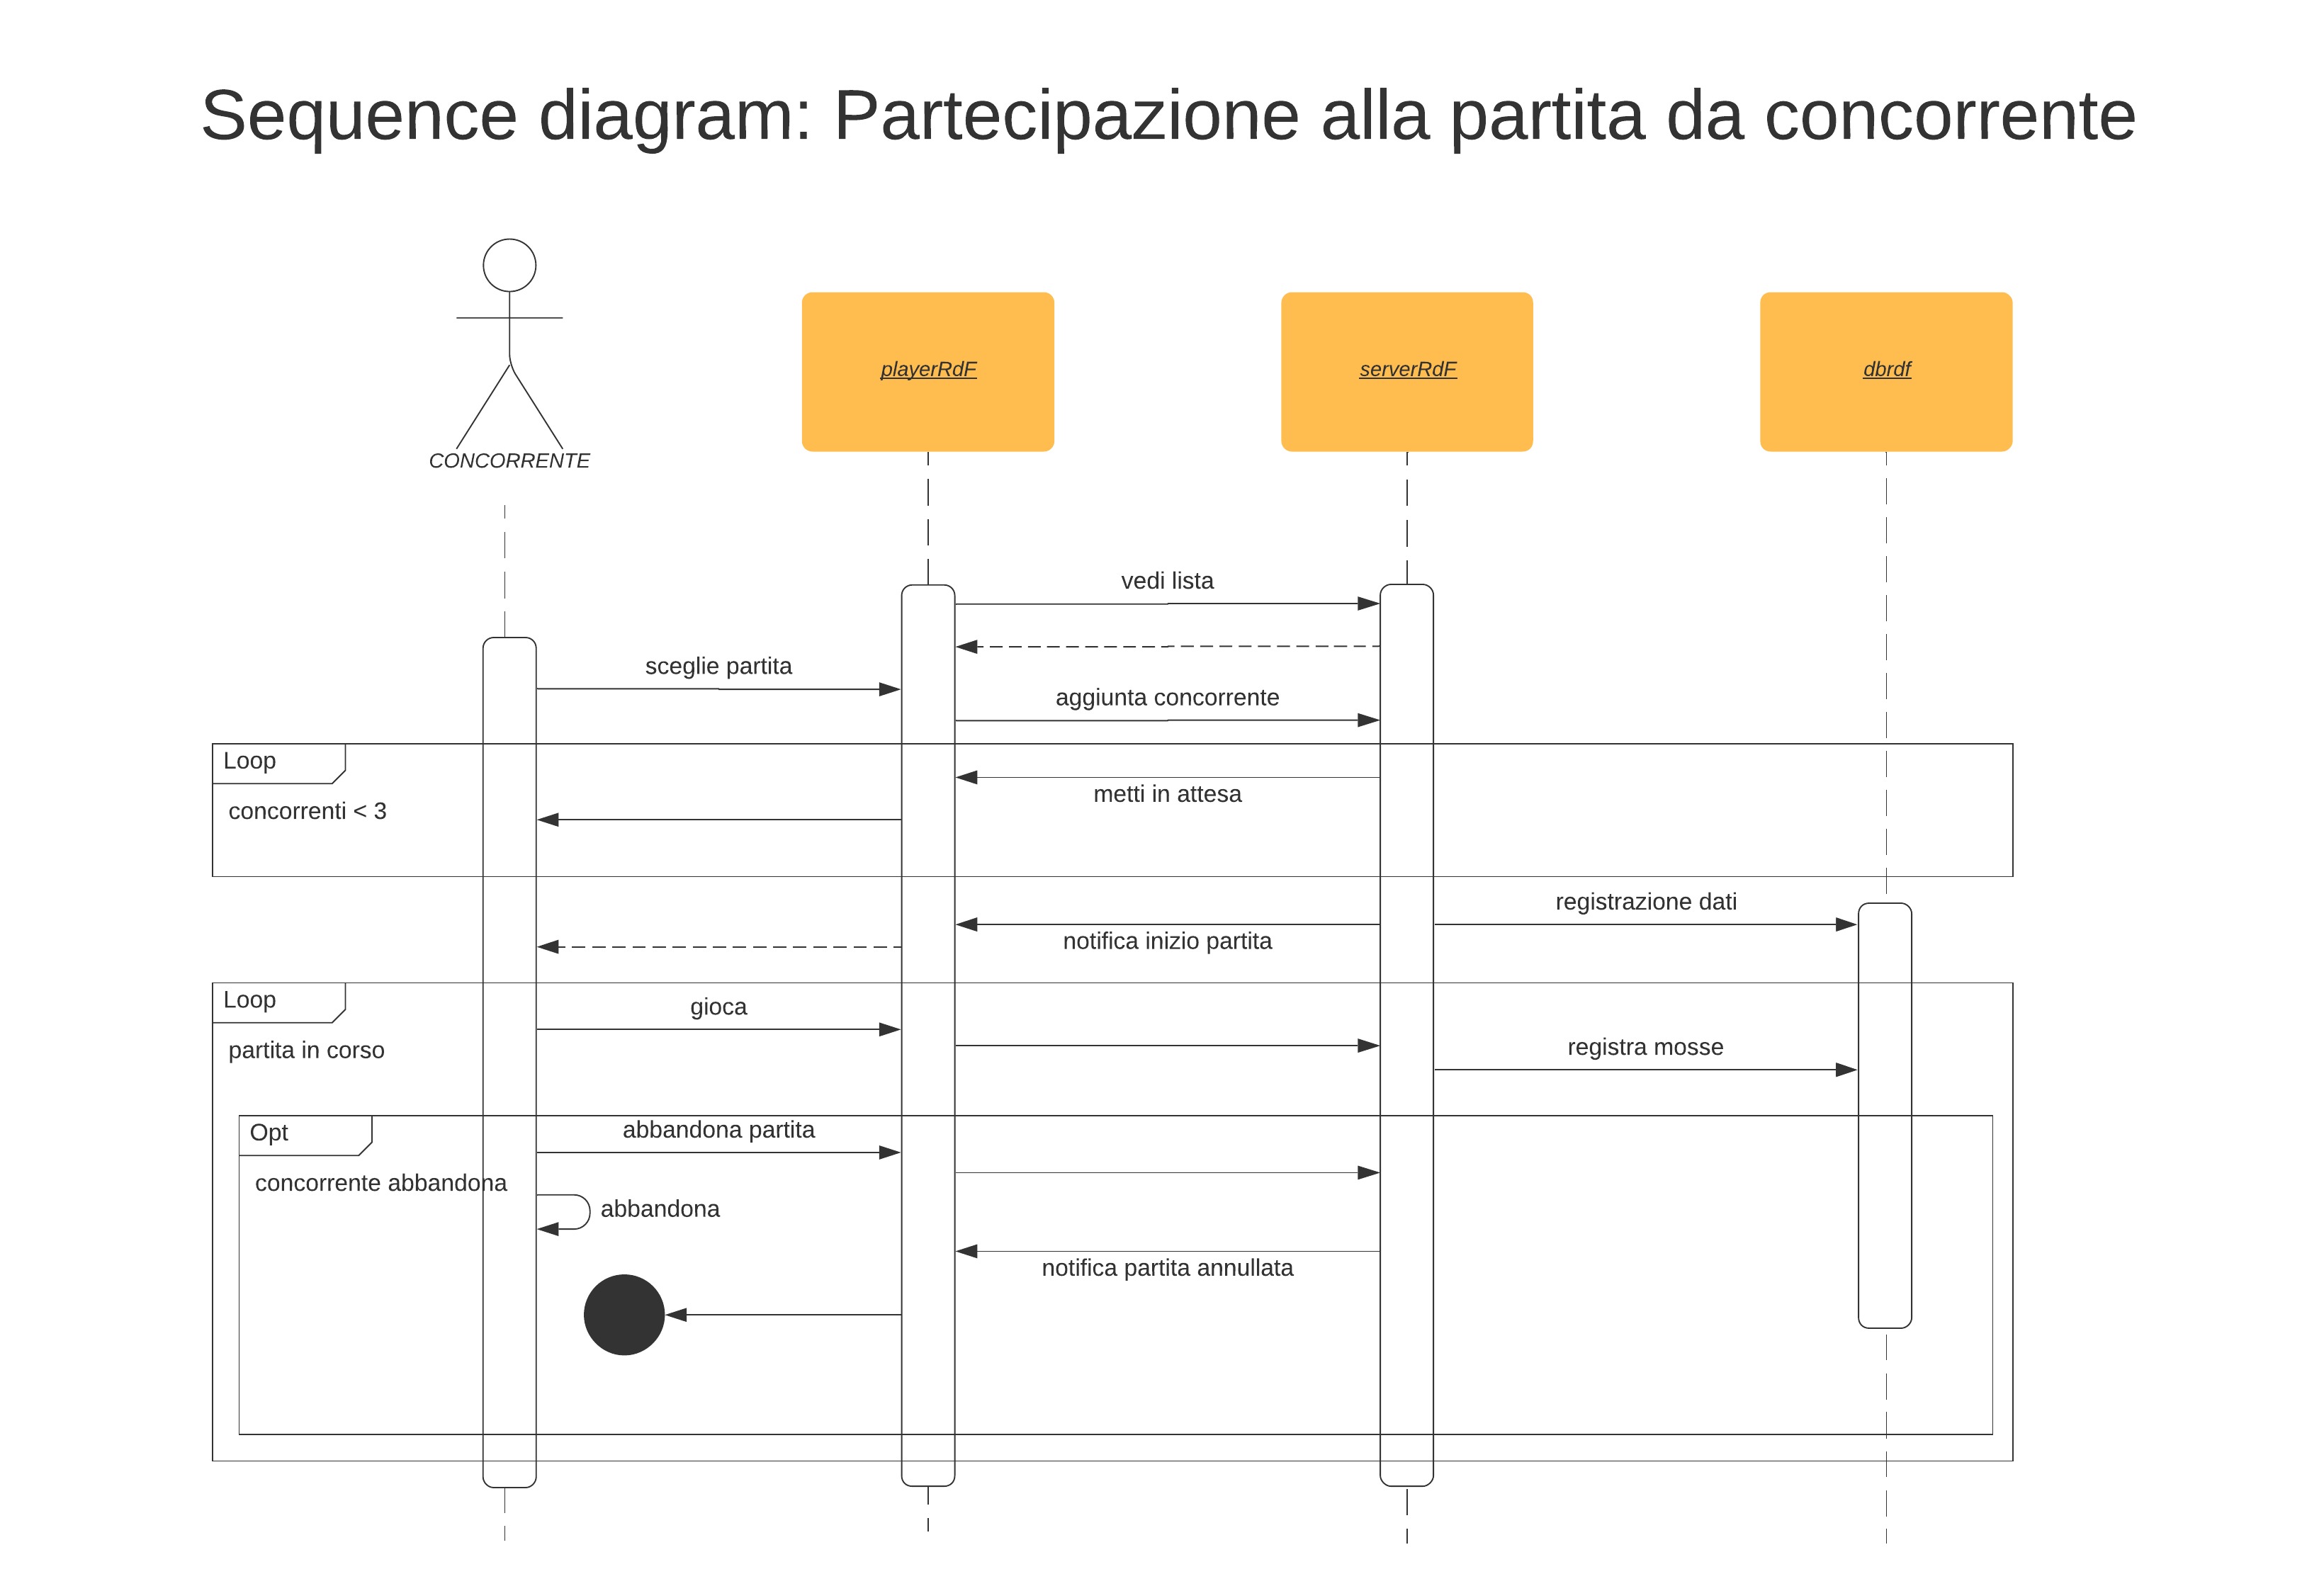 Sequence diagram: Partecipazione alla partita da concorrente
playerRdF
serverRdF
dbrdf
CONCORRENTE
vedi lista
sceglie partita
aggiunta concorrente
Loop
metti in attesa
concorrenti < 3
registrazione dati
notifica inizio partita
Loop
gioca
partita in corso
registra mosse
Opt
abbandona partita
concorrente abbandona
abbandona
notifica partita annullata